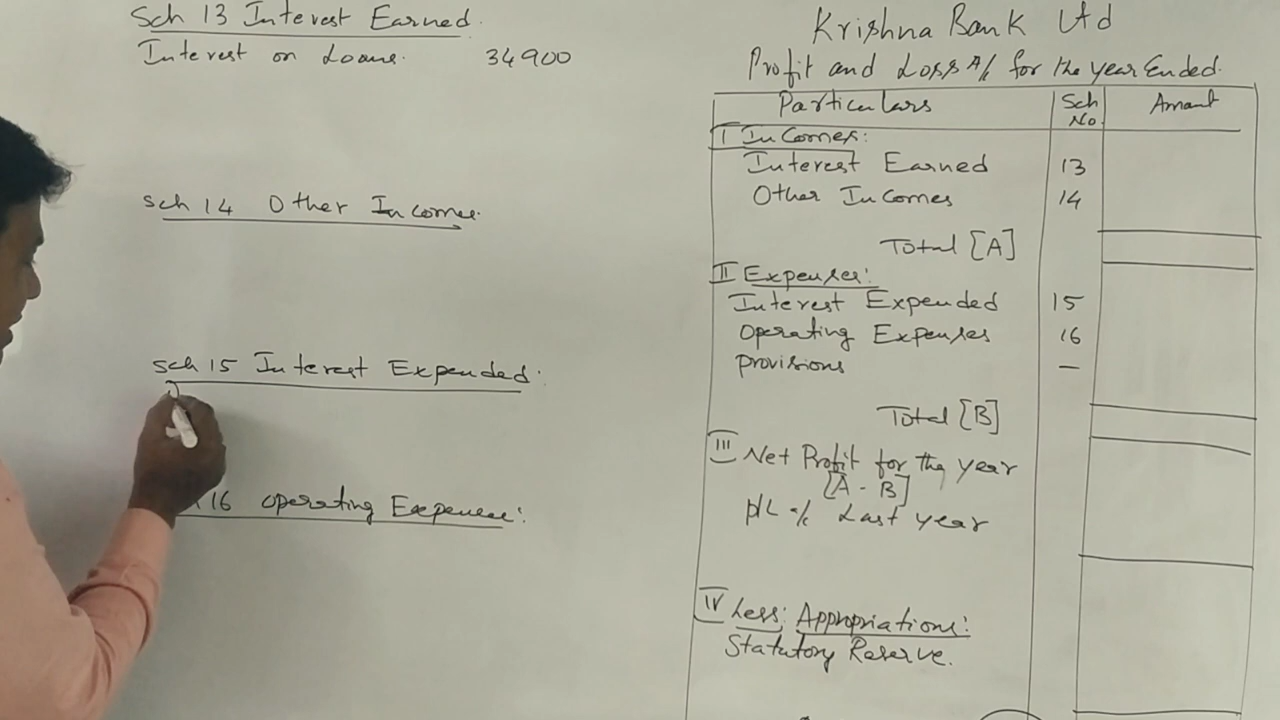 Sch 13 Interest Earned.
Interest on Loans. 34900
Sch 14 Other Incomes.
Sch 15 Interest Expended.
16 Operating Expenses:
Krishna Bank Ltd
Profit and Loss A/c for the year Ended.
Particulars Sch No Amount
I Incomes:
Interest Earned 13
Other Incomes 14
Total [A]
II Expenses:
Interest Expended 15
Operating Expenses 16
Provisions —
Total [B]
III Net Profit for the year
[A - B]
P/L a/c Last year
IV Less: Appropriations:
Statutory Reserve.